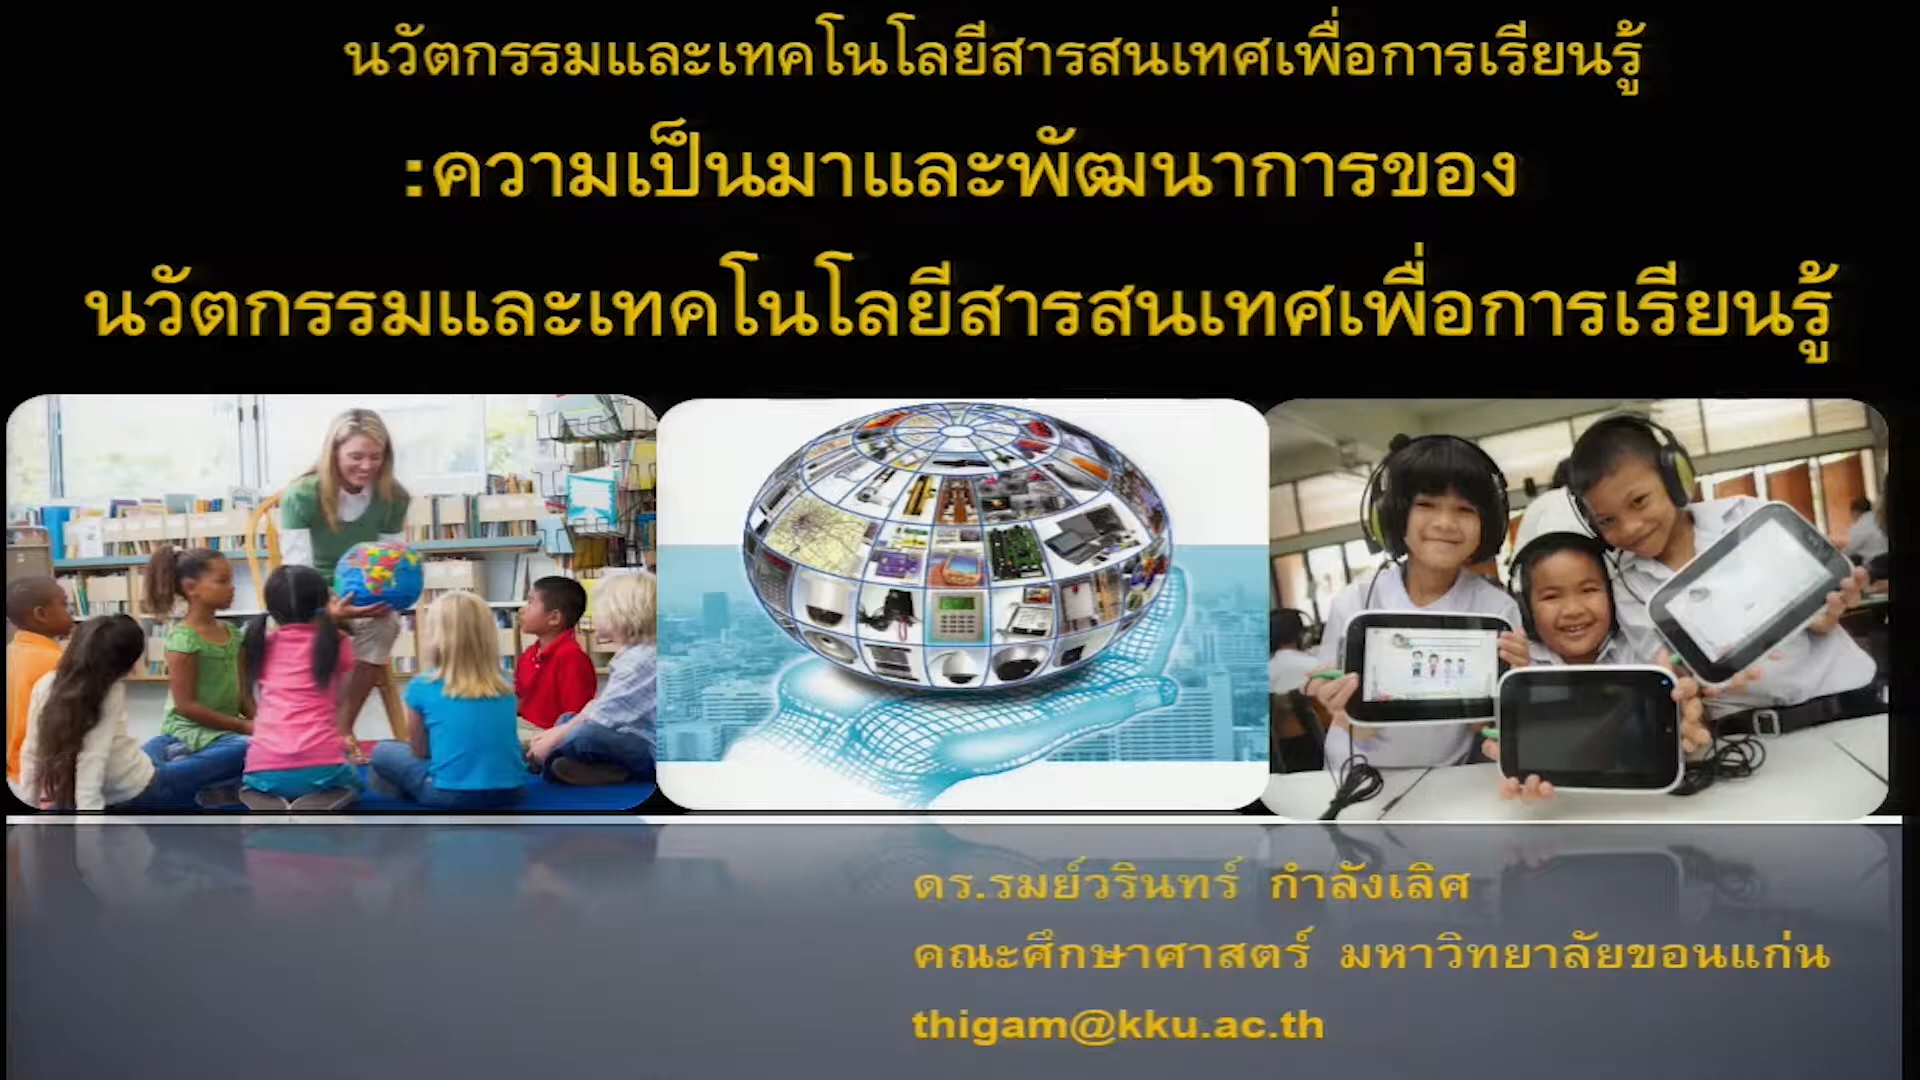 นวัตกรรมและเทคโนโลยีสารสนเทศเพื่อการเรียนรู้
:ความเป็นมาและพัฒนาการของ
นวัตกรรมและเทคโนโลยีสารสนเทศเพื่อการเรียนรู้
ดร.รมย์วรินทร์ กำลังเลิศ
คณะศึกษาศาสตร์ มหาวิทยาลัยขอนแก่น
thigam@kku.ac.th